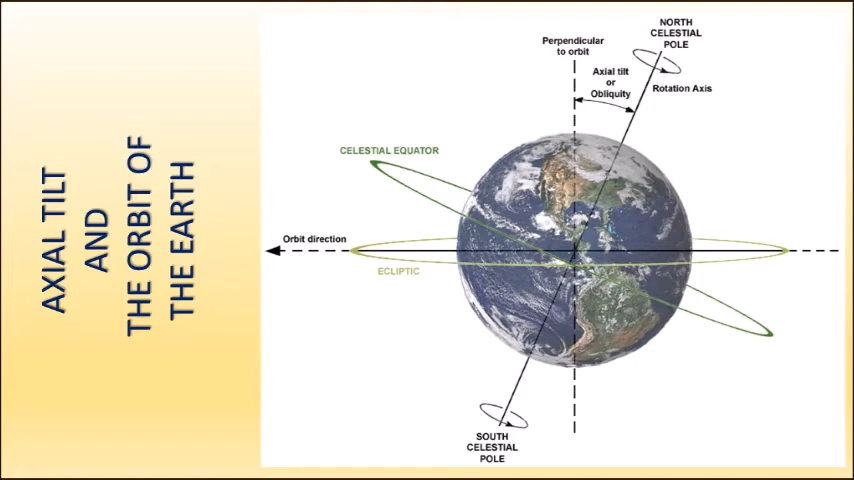 AXIAL TILT
AND
THE ORBIT OF
THE EARTH
NORTH
CELESTIAL
POLE
Perpendicular
to orbit
Axial tilt
or
Obliquity
Rotation Axis
CELESTIAL EQUATOR
Orbit direction
ECLIPTIC
SOUTH
CELESTIAL
POLE